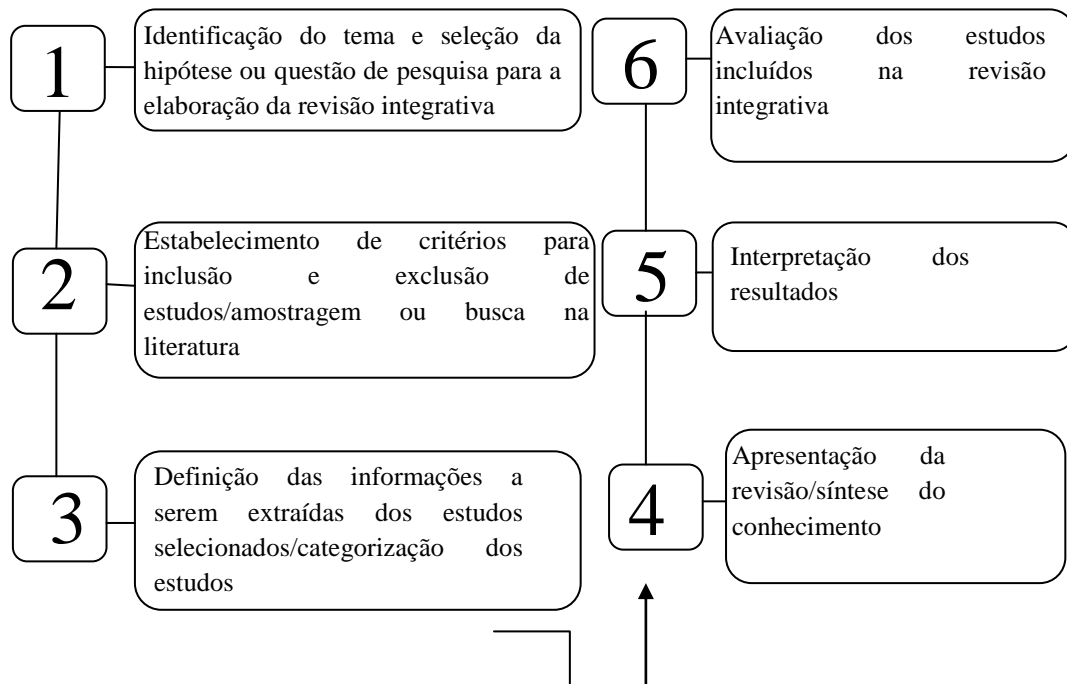 1
Identificação do tema e seleção da
hipótese ou questão de pesquisa para a
elaboração da revisão integrativa
2
Estabelecimento de critérios para
inclusão e exclusão de
estudos/amostragem ou busca na
literatura
3
Definição das informações a
serem extraídas dos estudos
selecionados/categorização dos
estudos
6
Avaliação dos estudos
incluídos na revisão
integrativa
5
Interpretação dos
resultados
4
Apresentação da
revisão/síntese do
conhecimento